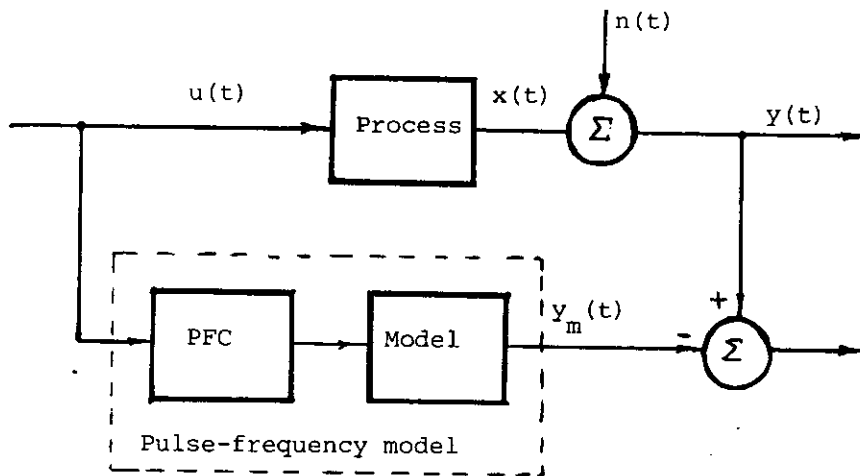 n(t)
u(t)
x(t)
y(t)
Process
Σ
PFC
Model
y_m(t)
+
-
Σ
Pulse-frequency model